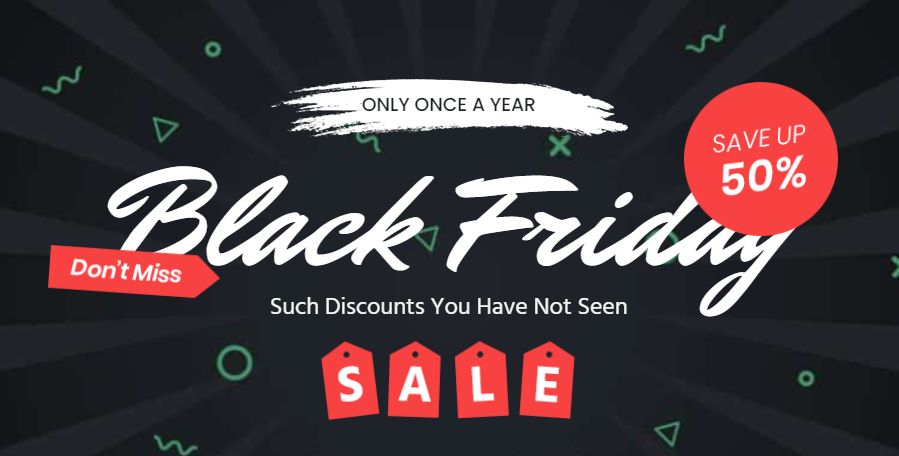 ONLY ONCE A YEAR
SAVE UP
50%
Black Friday
Don't Miss
Such Discounts You Have Not Seen
SALE